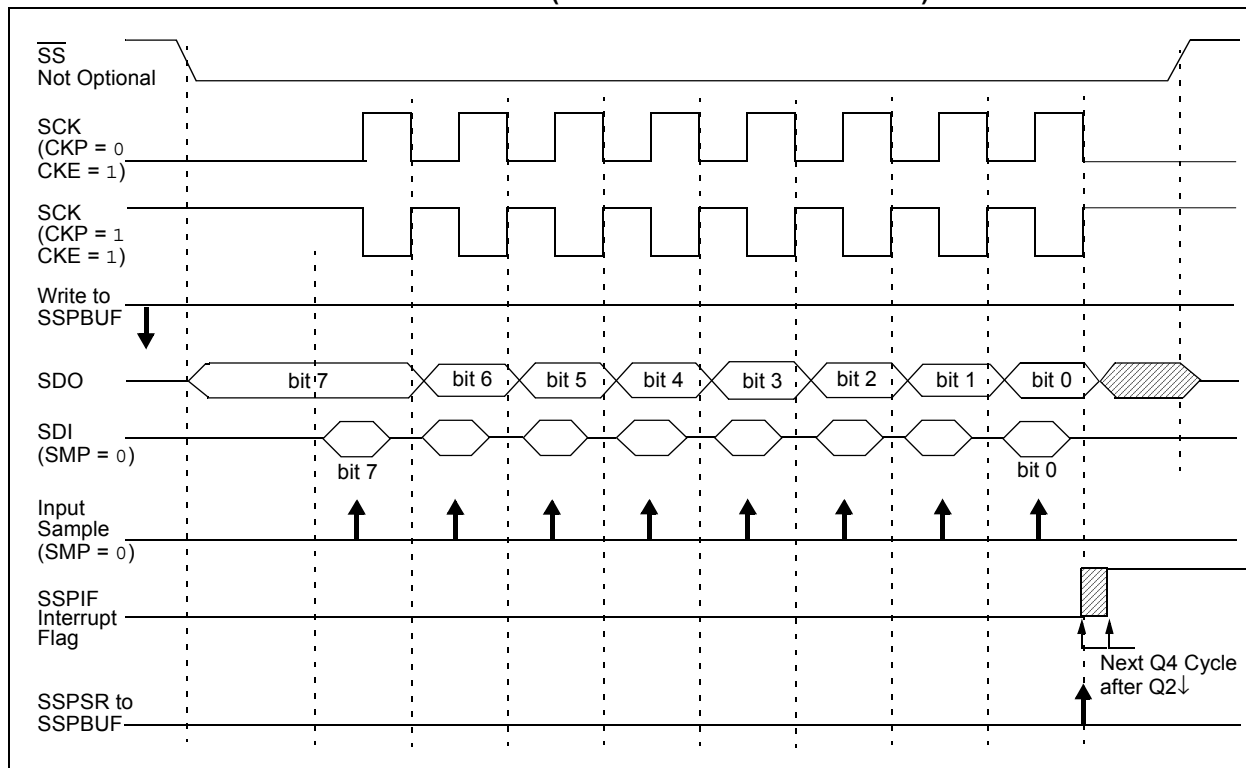 SS
Not Optional
SCK
(CKP = 0
CKE = 1)
SCK
(CKP = 1
CKE = 1)
Write to
SSPBUF
SDO
bit 7
bit 6
bit 5
bit 4
bit 3
bit 2
bit 1
bit 0
SDI
(SMP = 0)
bit 7
bit 0
Input
Sample
(SMP = 0)
SSPIF
Interrupt
Flag
Next Q4 Cycle
after Q2↓
SSPSR to
SSPBUF